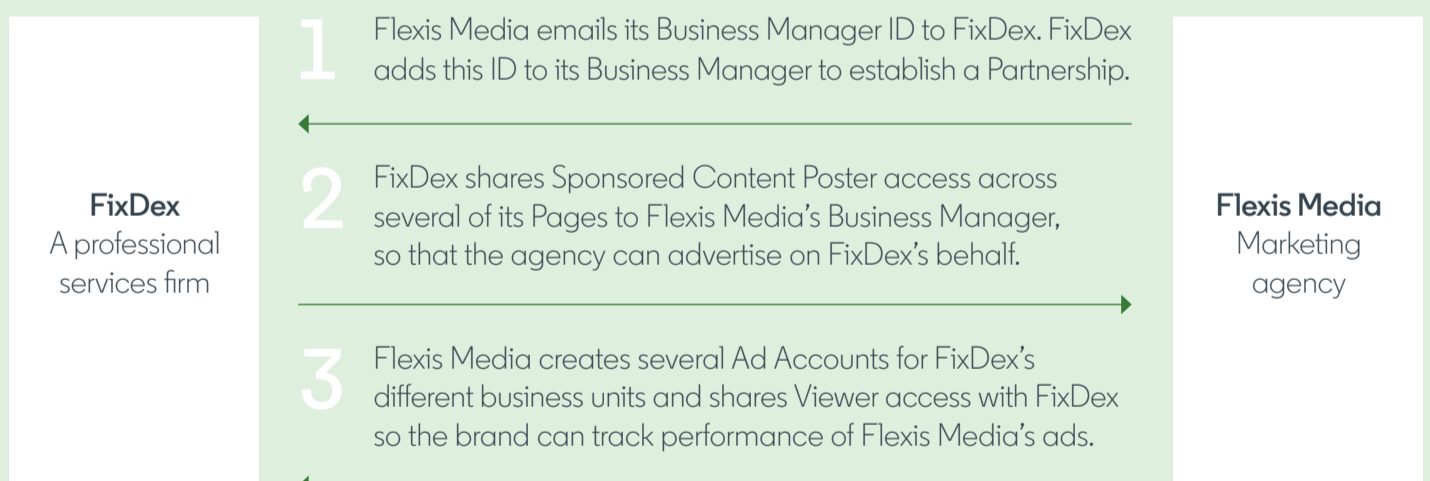 FixDex
A professional
services firm
1
Flexis Media emails its Business Manager ID to FixDex. FixDex
adds this ID to its Business Manager to establish a Partnership.
2
FixDex shares Sponsored Content Poster access across
several of its Pages to Flexis Media's Business Manager,
so that the agency can advertise on FixDex's behalf.
3
Flexis Media creates several Ad Accounts for FixDex's
different business units and shares Viewer access with FixDex
so the brand can track performance of Flexis Media's ads.
Flexis Media
Marketing
agency